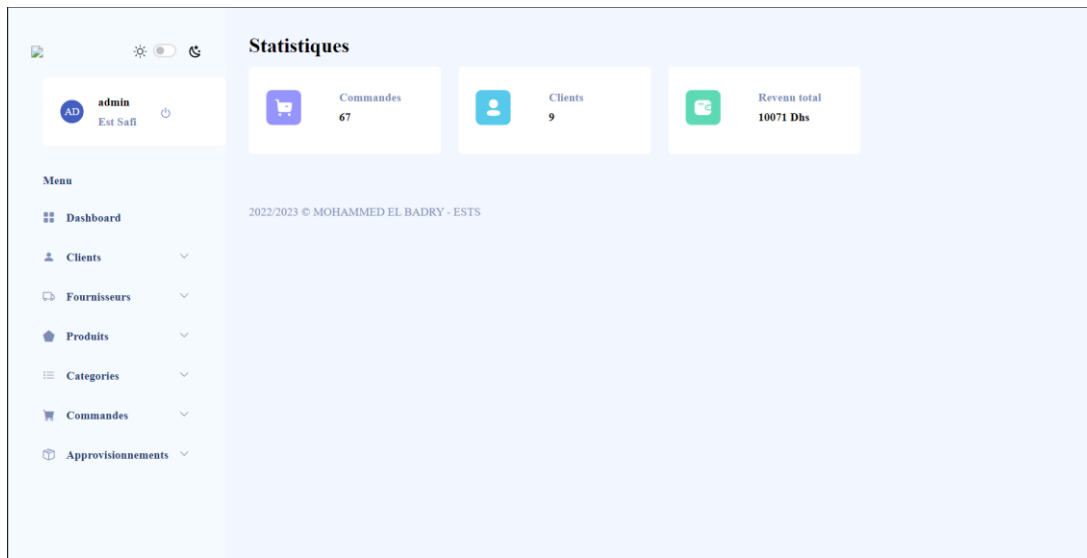 AD
admin
Est Safi
Menu
Dashboard
Clients
Fournisseurs
Produits
Categories
Commandes
Approvisionnements
Statistiques
Commandes
67
Clients
9
Revenu total
10071 Dhs
2022/2023 © MOHAMMED EL BADRY - ESTS